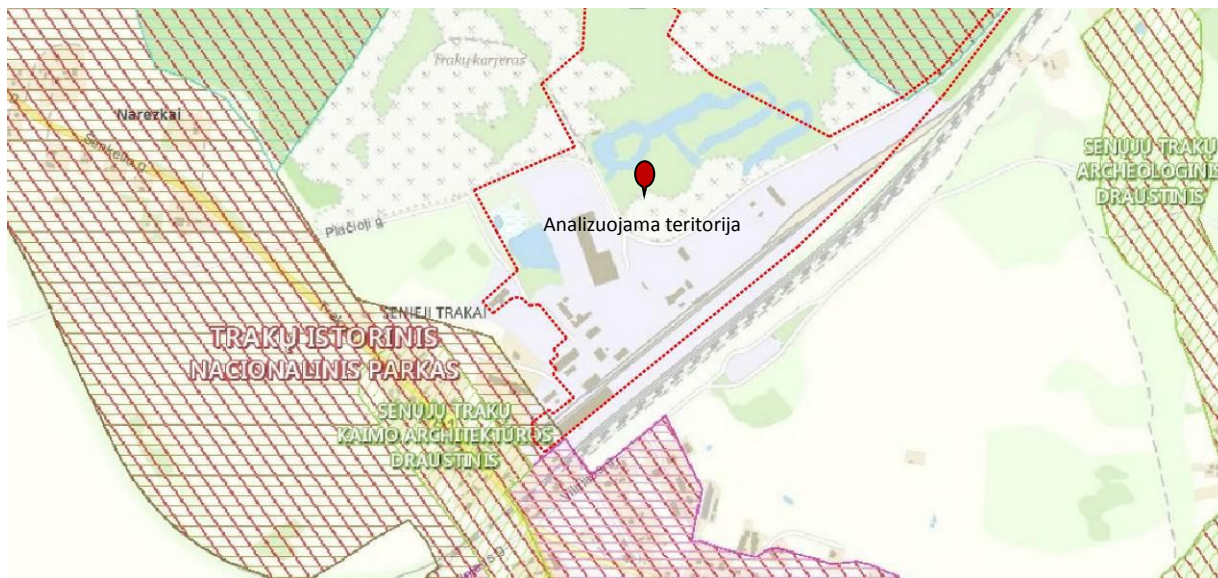 Trakų karjeras
Narezkai
Senkelio g.
SENŲJŲ TRAKŲ
ARCHEOLOGINIS
DRAUSTINIS
Plačioji g.
Analizuojama teritorija
SENIEJI TRAKAI
TRAKŲ ISTORINIS
NACIONALINIS PARKAS
SENŲJŲ TRAKŲ
KAIMO ARCHITEKTŪROS
DRAUSTINIS